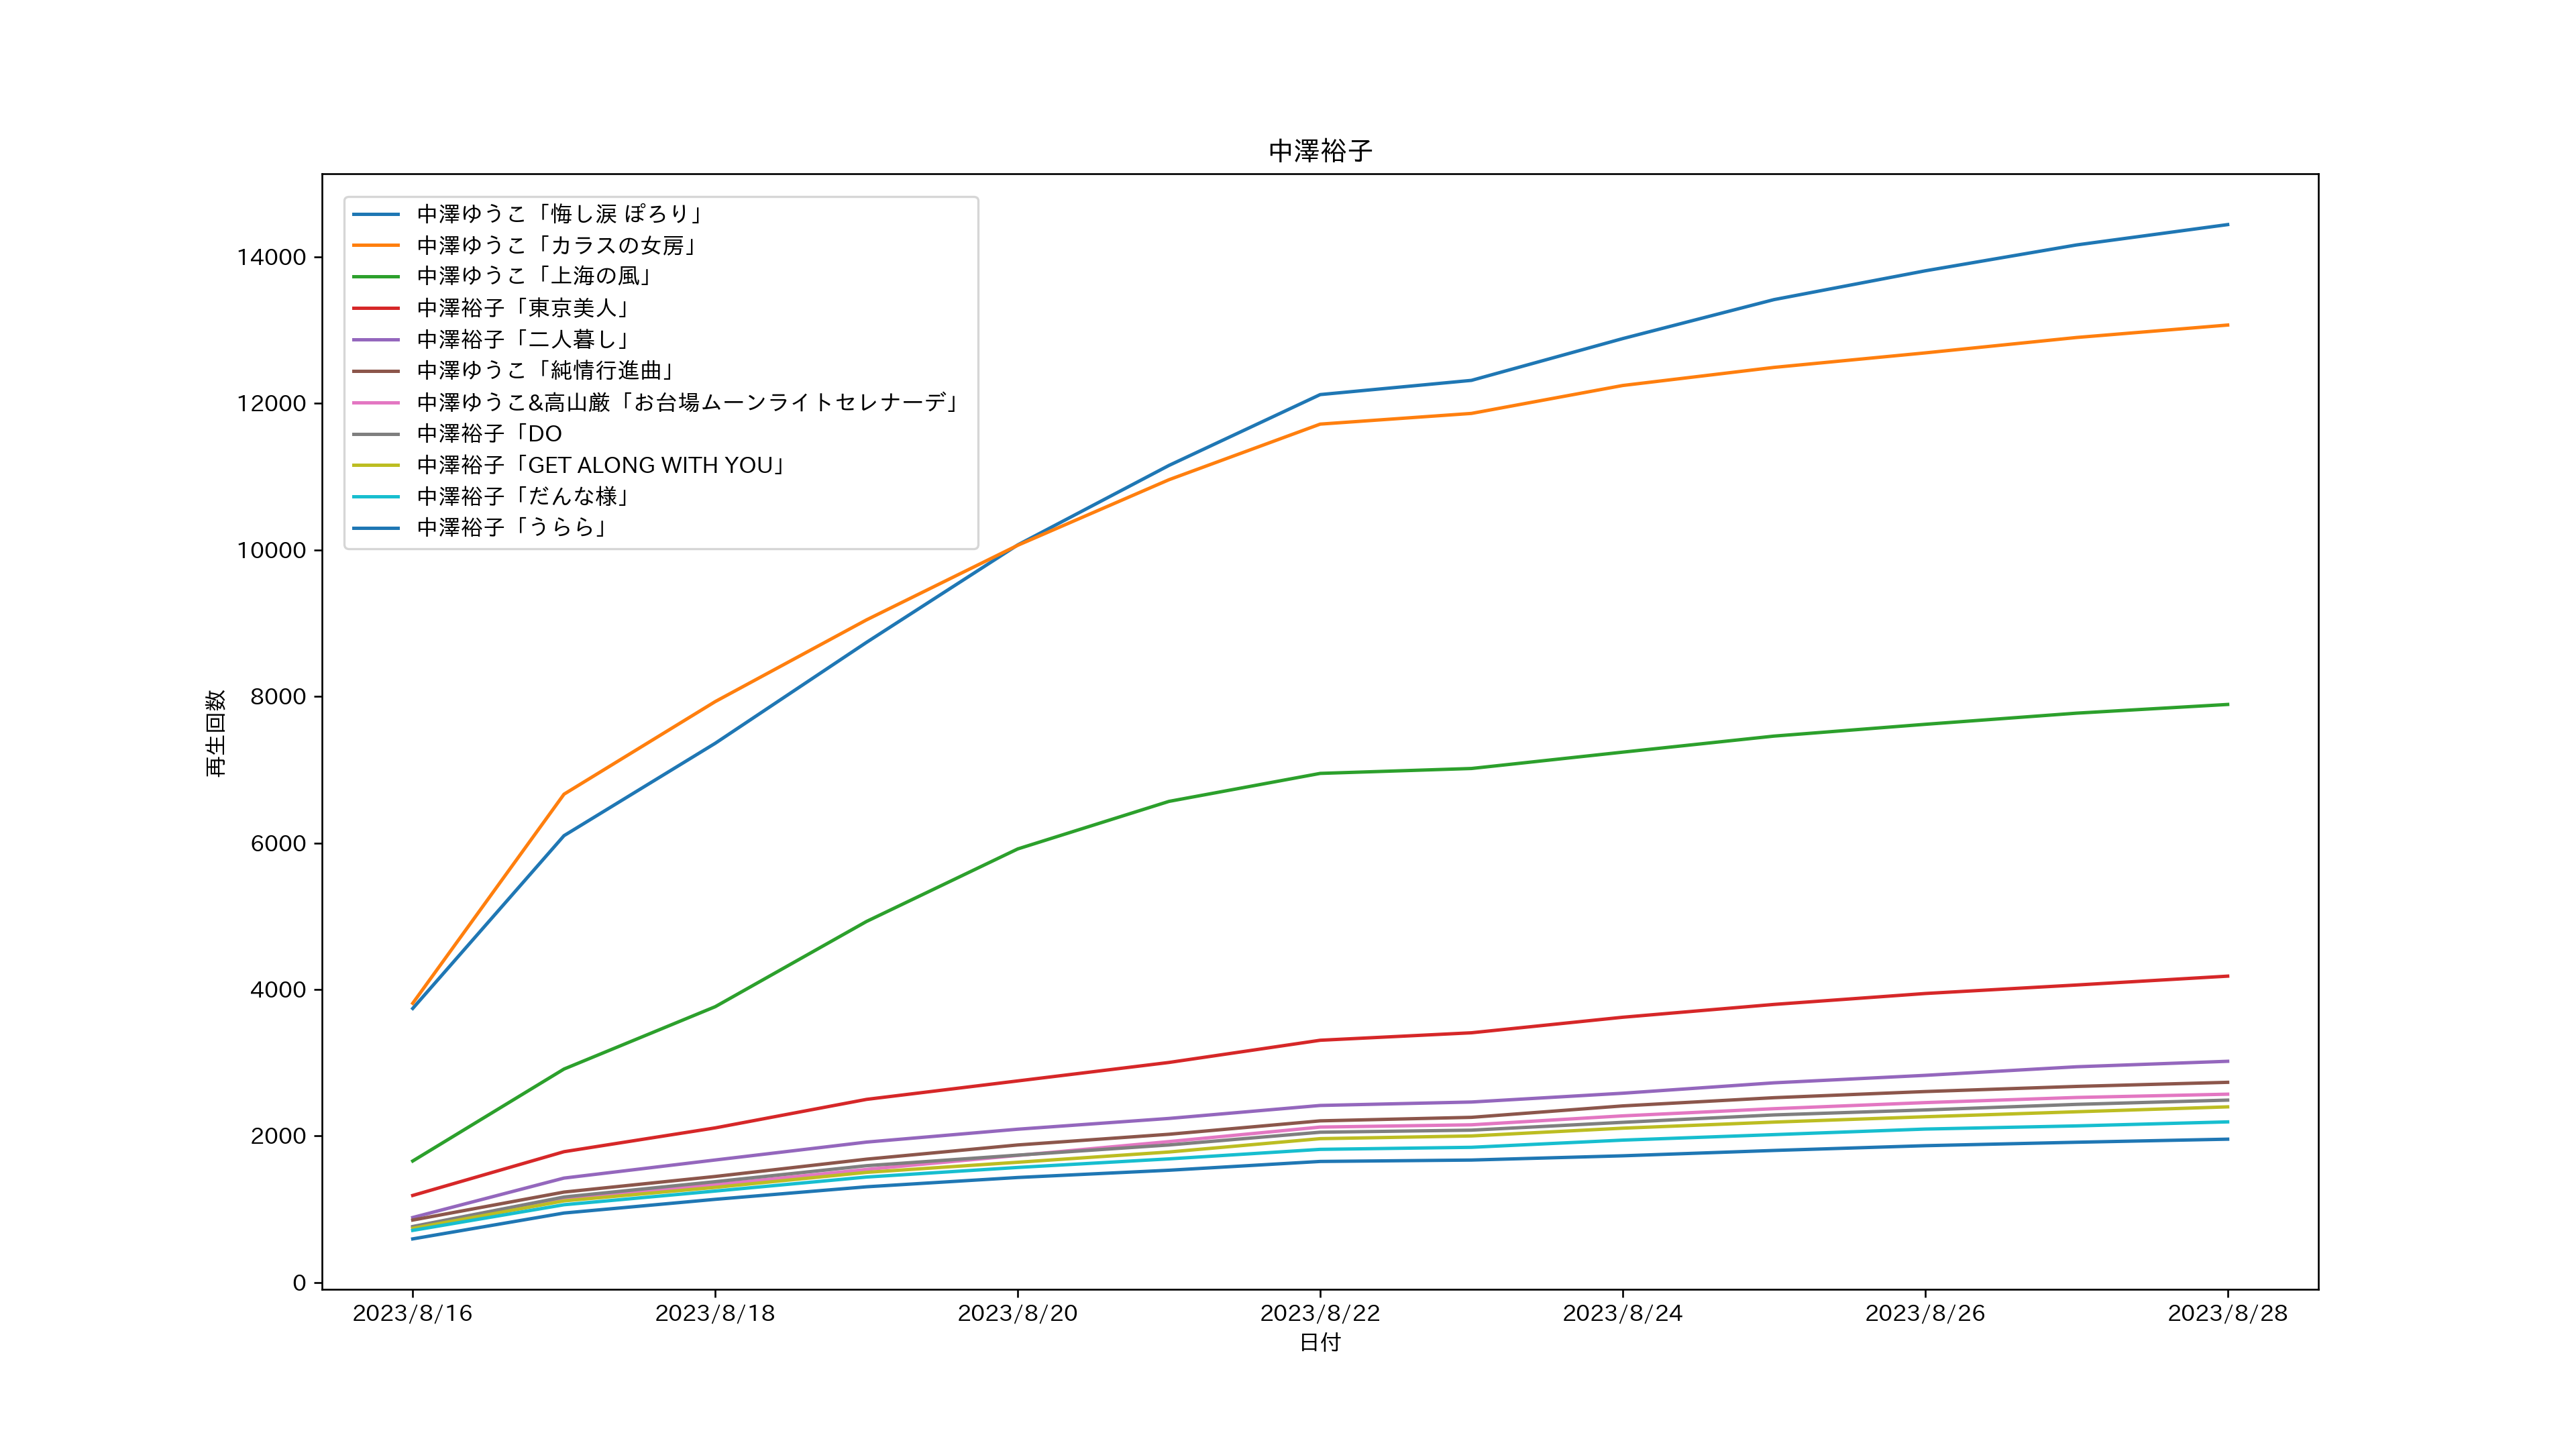 中澤裕子
中澤ゆうこ「悔し涙 ぽろり」
中澤ゆうこ「カラスの女房」
中澤ゆうこ「上海の風」
中澤裕子「東京美人」
中澤裕子「二人暮し」
中澤ゆうこ「純情行進曲」
中澤ゆうこ&高山厳「お台場ムーンライトセレナーデ」
中澤裕子「DO
中澤裕子「GET ALONG WITH YOU」
中澤裕子「だんな様」
中澤裕子「うらら」
再生回数
14000
12000
10000
8000
6000
4000
2000
0
2023/8/16 2023/8/18 2023/8/20 2023/8/22 2023/8/24 2023/8/26 2023/8/28
日付